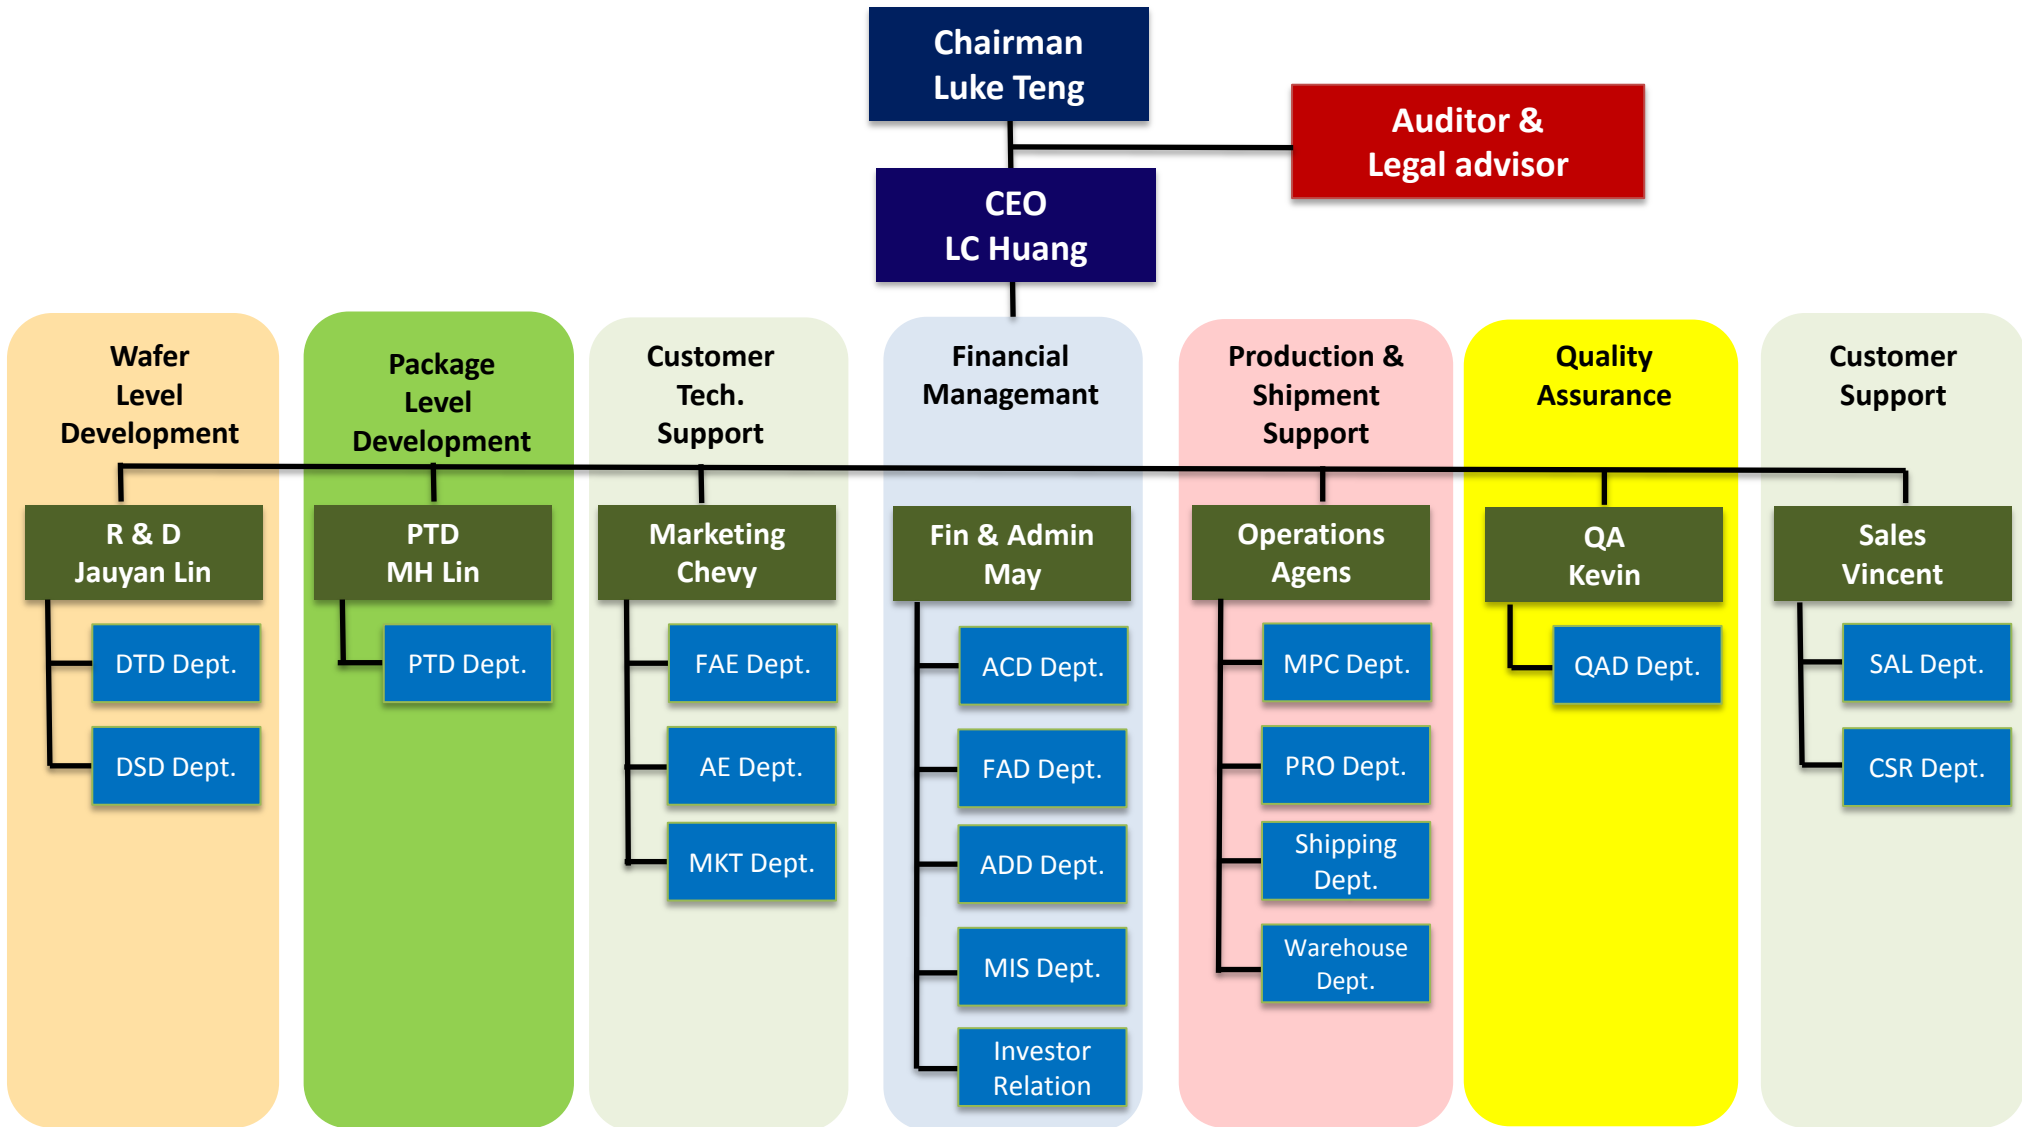 Chairman
Luke Teng
Auditor &
Legal advisor
CEO
LC Huang
Wafer
Level
Development
Package
Level
Development
Customer
Tech.
Support
Financial
Managemant
Production &
Shipment
Support
Quality
Assurance
Customer
Support
R & D
Jauyan Lin
PTD
MH Lin
Marketing
Chevy
Fin & Admin
May
Operations
Agens
QA
Kevin
Sales
Vincent
DTD Dept.
DSD Dept.
PTD Dept.
FAE Dept.
AE Dept.
MKT Dept.
ACD Dept.
FAD Dept.
ADD Dept.
MIS Dept.
Investor
Relation
MPC Dept.
PRO Dept.
Shipping
Dept.
Warehouse
Dept.
QAD Dept.
SAL Dept.
CSR Dept.